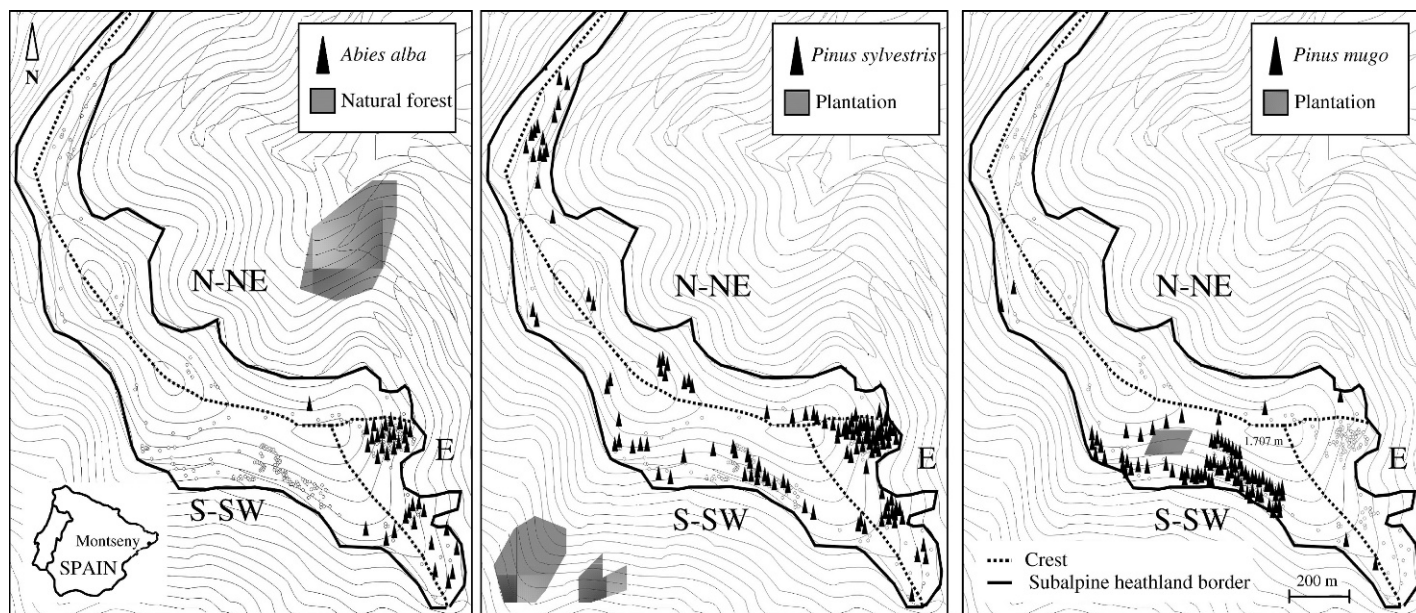 N
Abies alba
Natural forest
N-NE
E
S-SW
Montseny
SPAIN
Pinus sylvestris
Plantation
N-NE
E
S-SW
Pinus mugo
Plantation
N-NE
1.707 m
E
S-SW
Crest
Subalpine heathland border
200 m